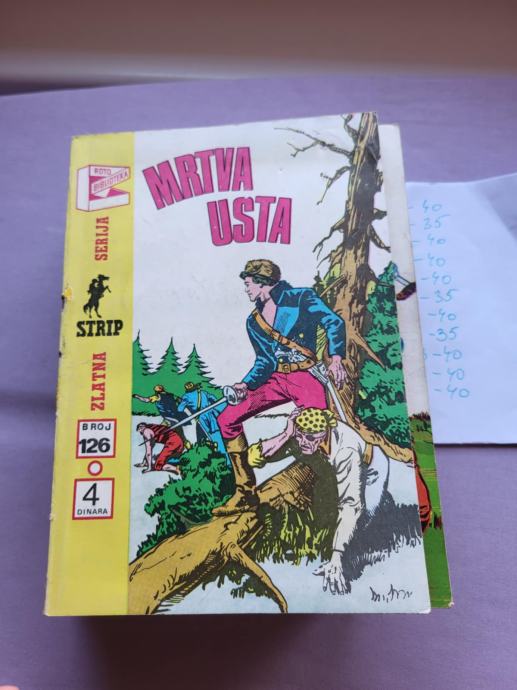 ROTO
BIBLIOTEKA
MRTVA
USTA
ZLATNA STRIP SERIJA
BROJ
126
4
DINARA
- 40
35
- 40
- 40
- 40
- 35
- 40
- 35
- 40
- 40
- 40